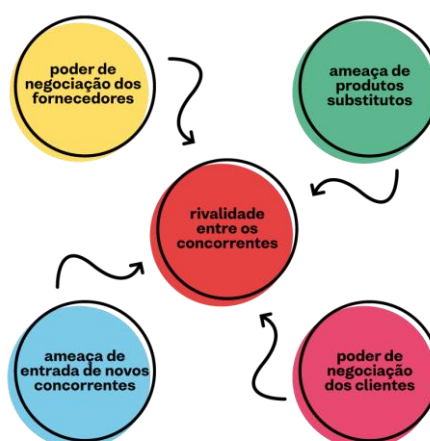 poder de
negociação dos
fornecedores
ameaça de
produtos
substitutos
rivalidade
entre os
concorrentes
ameaça de
entrada de novos
concorrentes
poder de
negociação
dos clientes